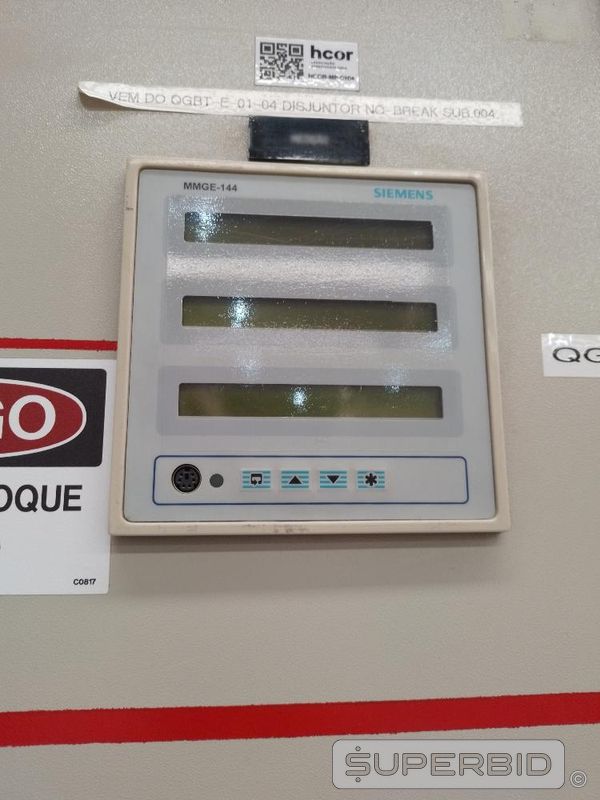 hcor
VEM DO QGBT-E-01-04 DISJUNTOR NO-BREAK SUB.004
MMGE-144
SIEMENS
QG
GO
OQUE
C0817
SUPERBID ©